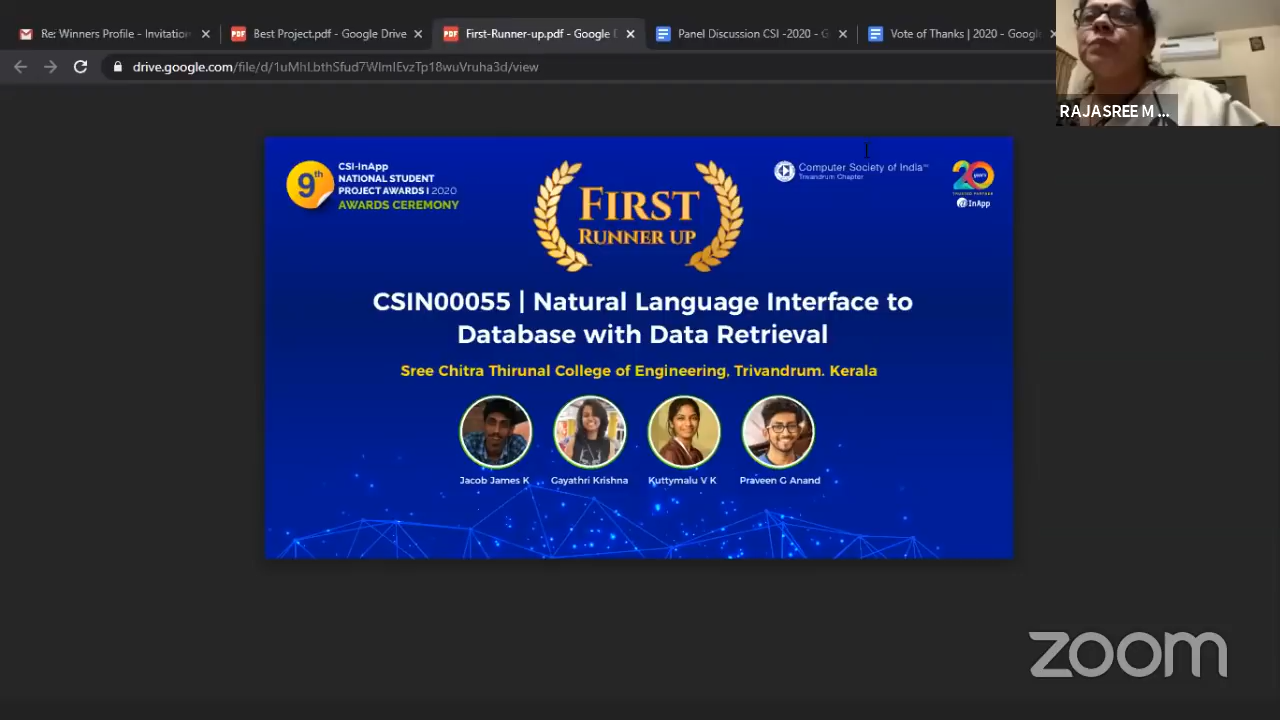 Re: Winners Profile - Invitation
Best Project.pdf - Google Drive
First-Runner-up.pdf - Google
Panel Discussion CSI -2020 - G
Vote of Thanks | 2020 - Google
drive.google.com/file/d/
RAJASREE M ...
9th
CSI-InApp
NATIONAL STUDENT
PROJECT AWARDS I 2020
AWARDS CEREMONY
FIRST
RUNNER UP
Computer Society of India
Trivandrum Chapter
20 years
InApp
CSIN00055 | Natural Language Interface to
Database with Data Retrieval
Sree Chitra Thirunal College of Engineering, Trivandrum. Kerala
Jacob James K
Gayathri Krishna
Kuttymalu V K
Praveen G Anand
zoom